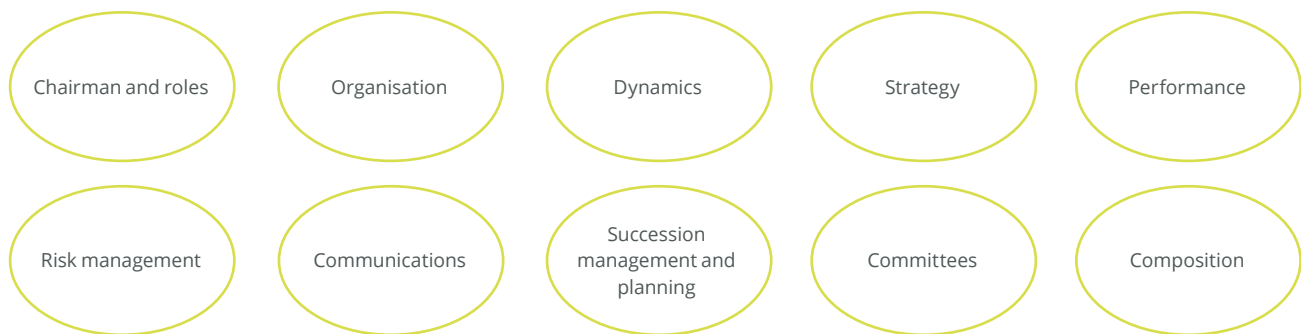 Chairman and roles
Organisation
Dynamics
Strategy
Performance
Risk management
Communications
Succession
management and
planning
Committees
Composition